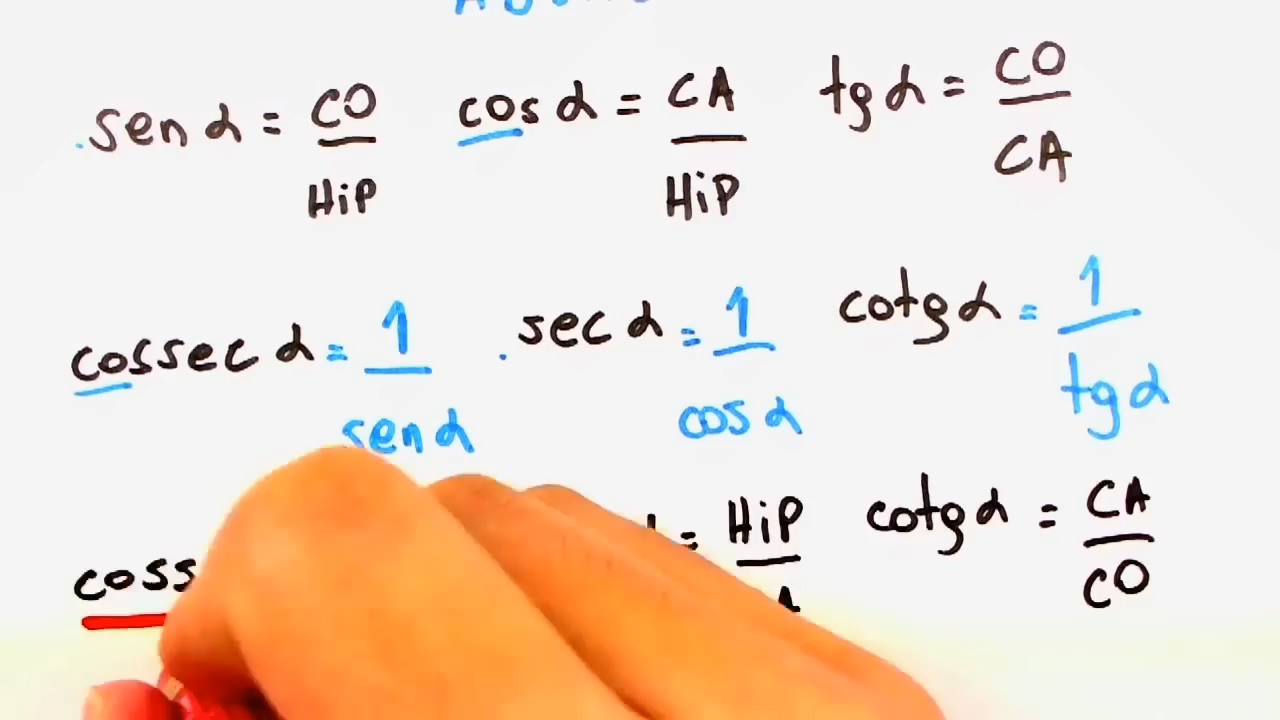 sen α = CO/HiP cos α = CA/HiP tg α = CO/CA
cossec α = 1/sen α sec α = 1/cos α cotg α = 1/tg α
= HiP cotg α = CA/CO